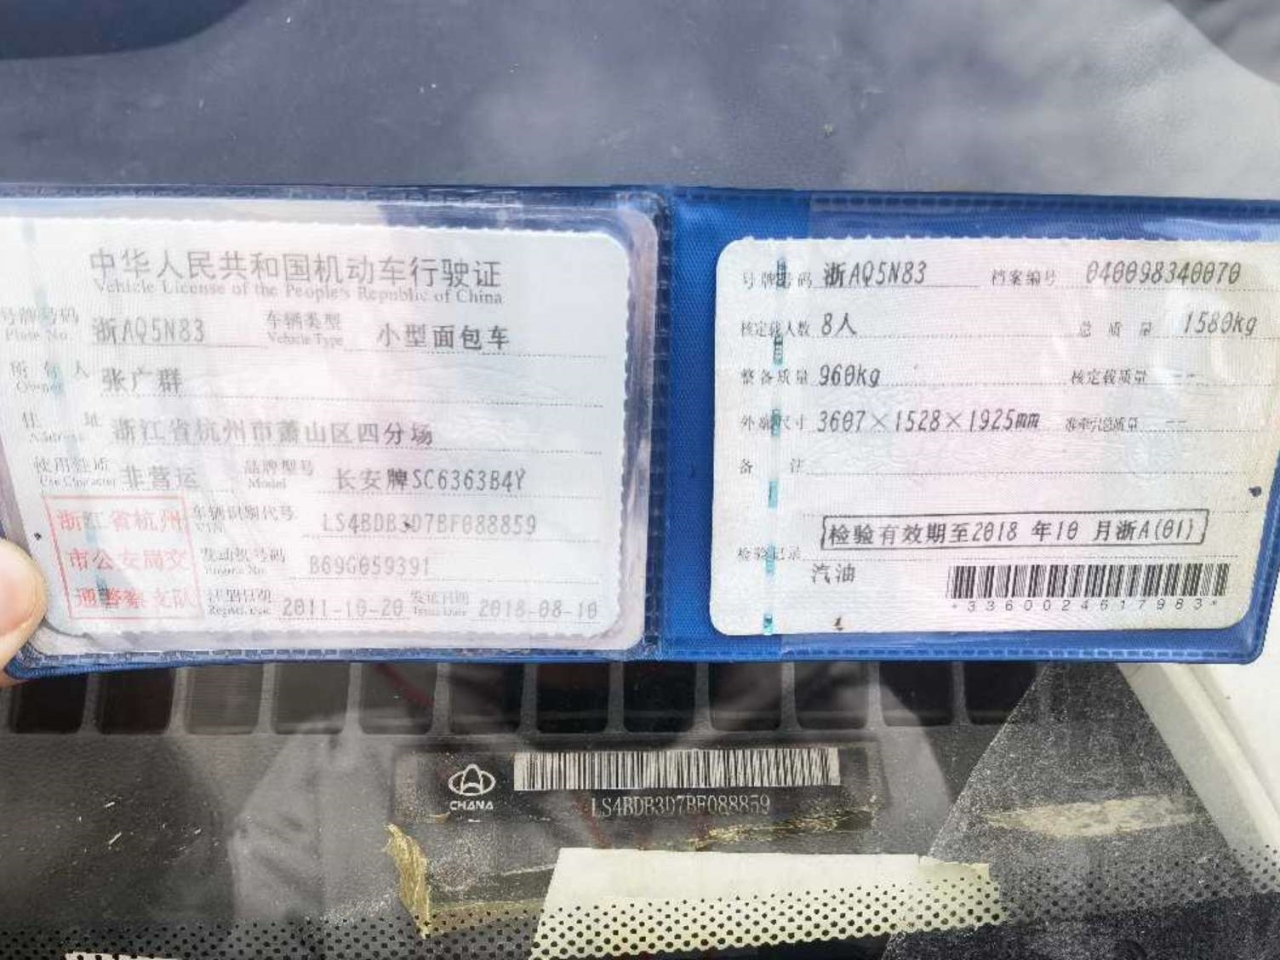 中华人民共和国机动车行驶证
Vehicle License of the People's Republic of China
号牌号码 浙AQ5N83 车辆类型 小型面包车
Plate No. Vehicle Type
所有人 张广群
Owner
住址 浙江省杭州市萧山区四分场
Address
使用性质 非营运 品牌型号 长安牌SC6363B4Y
Use Character Model
浙江省杭州 车辆识别代号 LS4BDB3D7BF088859
VIN
市公安局交 发动机号码 B69G059391
Engine No.
通警察支队 注册日期 2011-10-20 发证日期 2018-08-10
Register Date Issue Date
号牌号码 浙AQ5N83 档案编号 040098340070
核定载人数 8人 总质量 1580kg
整备质量 960kg 核定载质量 --
外廓尺寸 3607×1528×1925mm 准牵引总质量 --
备注
检验有效期至2018 年10 月浙A(01)
检验记录
汽油
*3360024617983*
CHANA
LS4BDB3D7BF088859